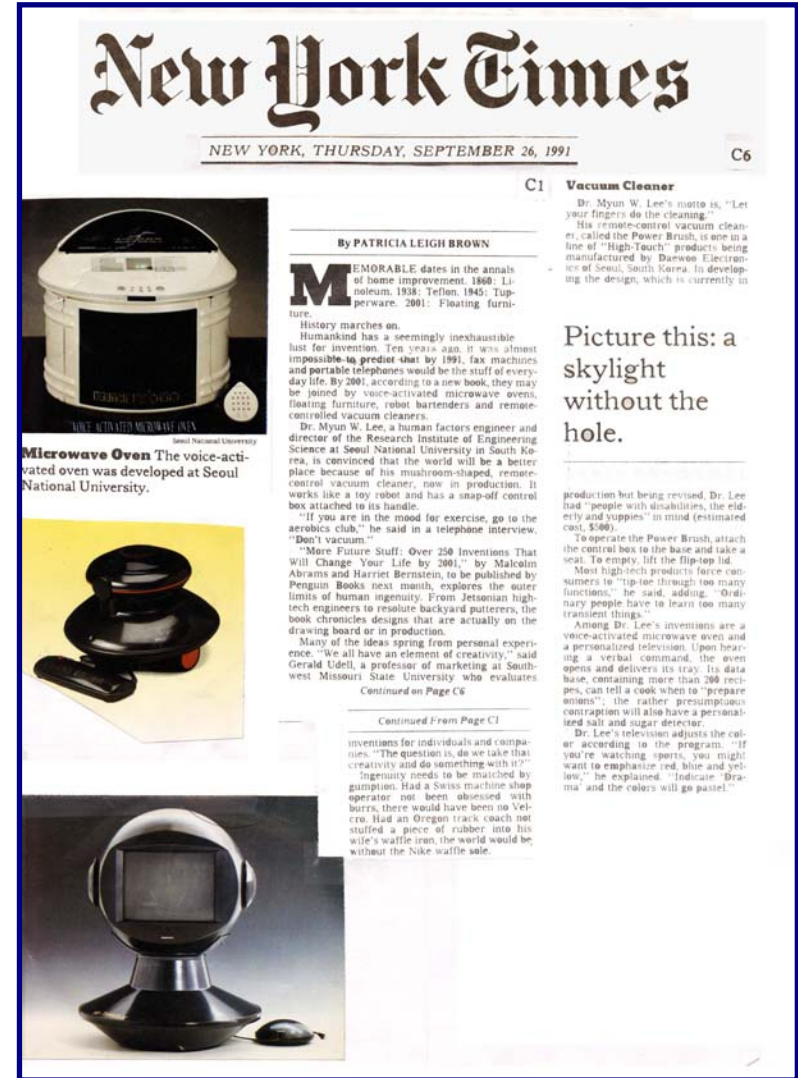 New York Times
NEW YORK, THURSDAY, SEPTEMBER 26, 1991
C6
C1
VOICE ACTIVATED MICROWAVE OVEN
Seoul National University
Microwave Oven The voice-acti-
vated oven was developed at Seoul
National University.
By PATRICIA LEIGH BROWN
MEMORABLE dates in the annals
of home improvement. 1860: Li-
noleum. 1938: Teflon. 1945: Tup-
perware. 2001: Floating furni-
ture.
History marches on.
Humankind has a seemingly inexhaustible
lust for invention. Ten years ago, it was almost
impossible to predict that by 1991, fax machines
and portable telephones would be the stuff of every-
day life. By 2001, according to a new book, they may
be joined by voice-activated microwave ovens,
floating furniture, robot bartenders and remote-
controlled vacuum cleaners.
Dr. Myun W. Lee, a human factors engineer and
director of the Research Institute of Engineering
Science at Seoul National University in South Ko-
rea, is convinced that the world will be a better
place because of his mushroom-shaped, remote-
control vacuum cleaner, now in production. It
works like a toy robot and has a snap-off control
box attached to its handle.
"If you are in the mood for exercise, go to the
aerobics club," he said in a telephone interview.
"Don't vacuum."
"More Future Stuff: Over 250 Inventions That
Will Change Your Life by 2001," by Malcolm
Abrams and Harriet Bernstein, to be published by
Penguin Books next month, explores the outer
limits of human ingenuity. From Jetsonian high-
tech engineers to resolute backyard putterers, the
book chronicles designs that are actually on the
drawing board or in production.
Many of the ideas spring from personal experi-
ence. "We all have an element of creativity," said
Gerald Udell, a professor of marketing at South-
west Missouri State University who evaluates
Continued on Page C6
Continued From Page C1
inventions for individuals and compa-
nies. "The question is, do we take that
creativity and do something with it?"
Ingenuity needs to be matched by
gumption. Had a Swiss machine shop
operator not been obsessed with
burrs, there would have been no Vel-
cro. Had an Oregon track coach not
stuffed a piece of rubber into his
wife's waffle iron, the world would be
without the Nike waffle sole.
Vacuum Cleaner
Dr. Myun W. Lee's motto is, "Let
your fingers do the cleaning."
His remote-control vacuum clean-
er, called the Power Brush, is one in a
line of "High-Touch" products being
manufactured by Daewoo Electron-
ics of Seoul, South Korea. In develop-
ing the design, which is currently in
Picture this: a
skylight
without the
hole.
production but being revised, Dr. Lee
had "people with disabilities, the eld-
erly and yuppies" in mind (estimated
cost, $500).
To operate the Power Brush, attach
the control box to the base and take a
seat. To empty, lift the flip-top lid.
Most high-tech products force con-
sumers to "tip-toe through too many
functions," he said, adding, "Ordi-
nary people have to learn too many
transient things."
Among Dr. Lee's inventions are a
voice-activated microwave oven and
a personalized television. Upon hear-
ing a verbal command, the oven
opens and delivers its tray. Its data
base, containing more than 200 reci-
pes, can tell a cook when to "prepare
onions"; the rather presumptuous
contraption will also have a personal-
ized salt and sugar detector.
Dr. Lee's television adjusts the col-
or according to the program. "If
you're watching sports, you might
want to emphasize red, blue and yel-
low," he explained. "Indicate 'Dra-
ma' and the colors will go pastel."